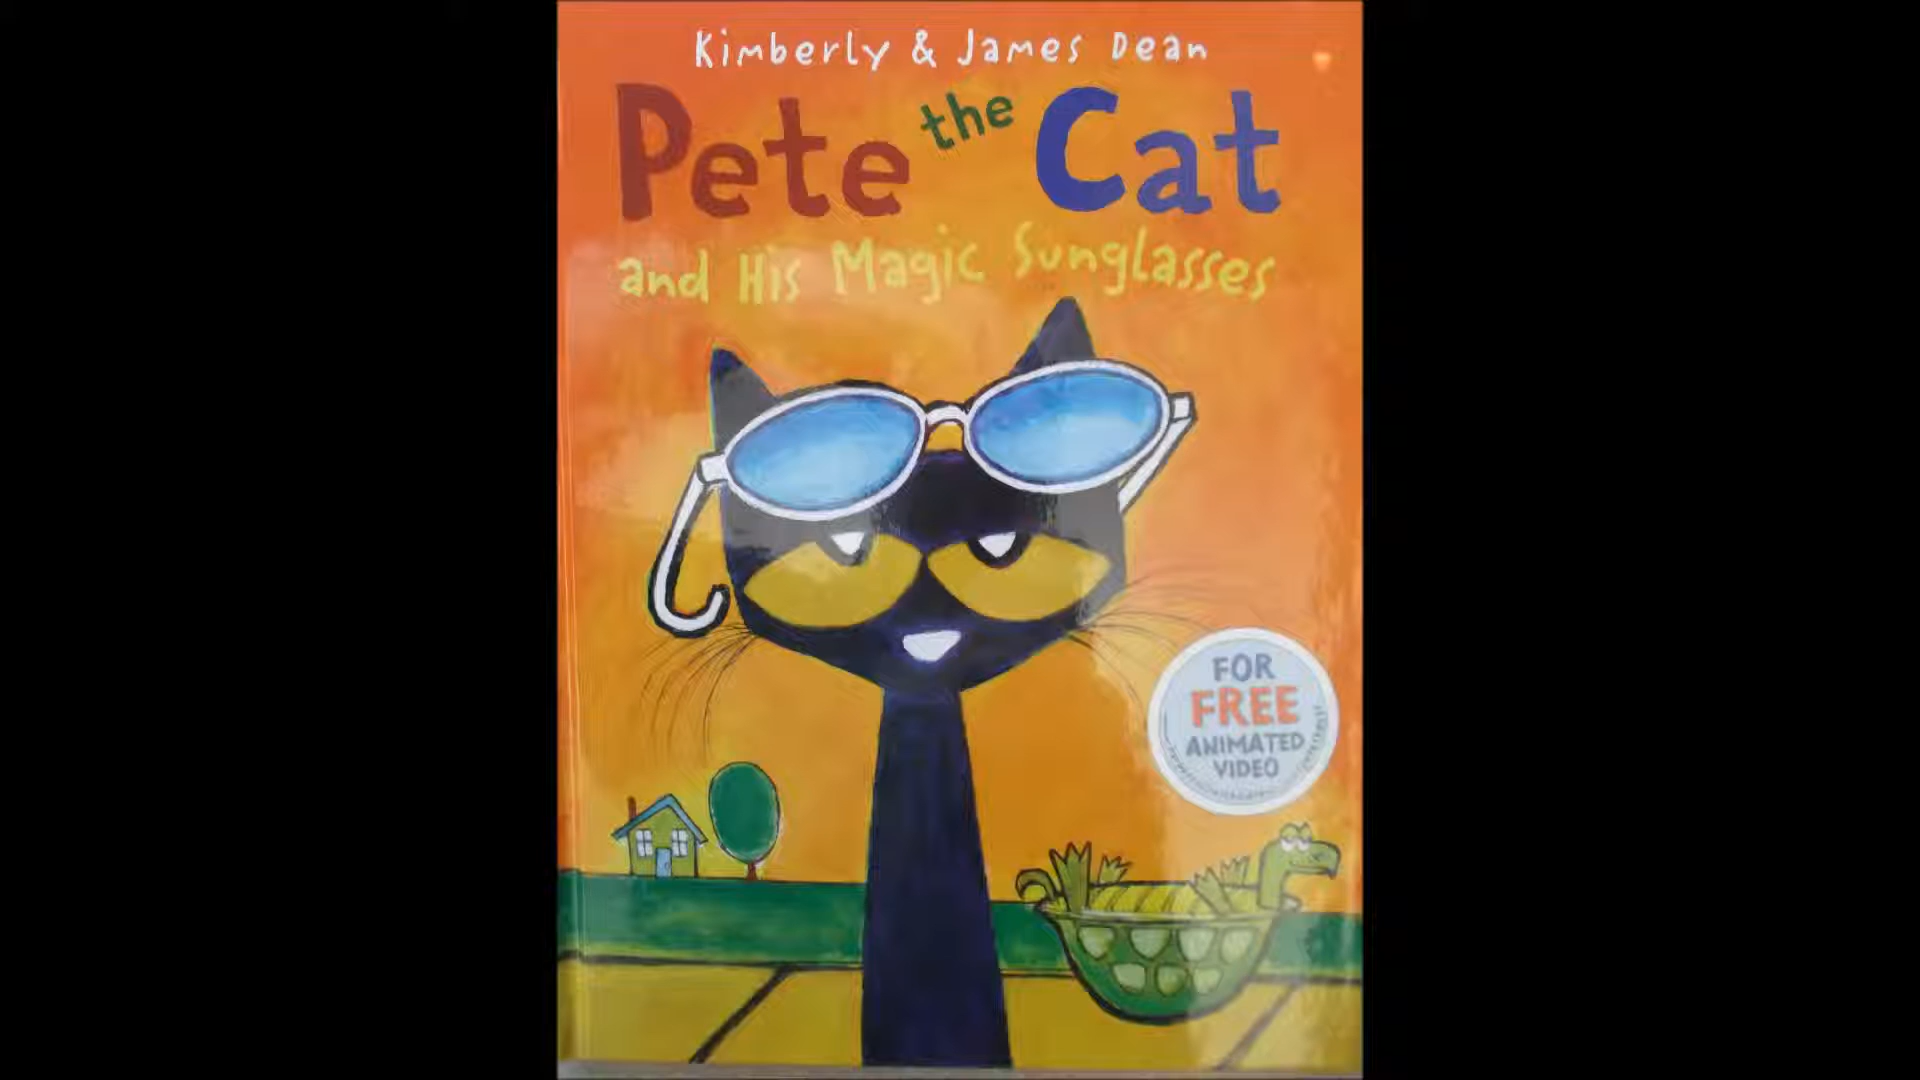 Kimberly & James Dean
Pete the Cat
and His Magic Sunglasses
FOR
FREE
ANIMATED
VIDEO